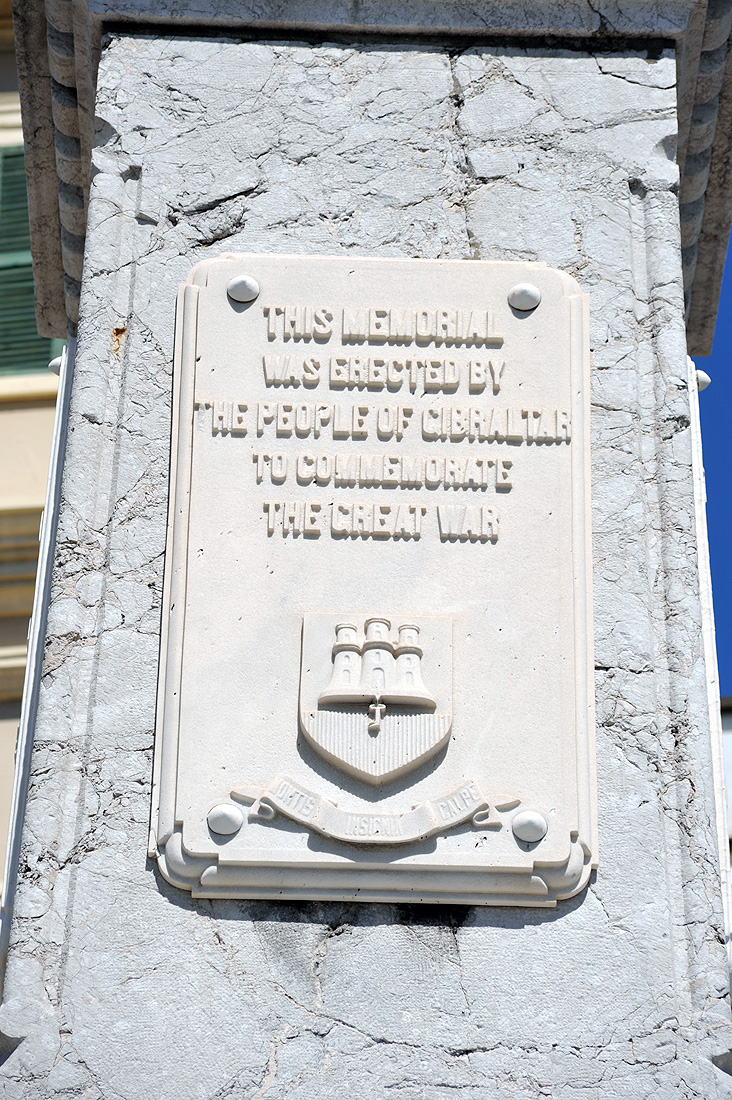 THIS MEMORIAL
WAS ERECTED BY
THE PEOPLE OF GIBRALTAR
TO COMMEMORATE
THE GREAT WAR
INSIGNIA CALPE